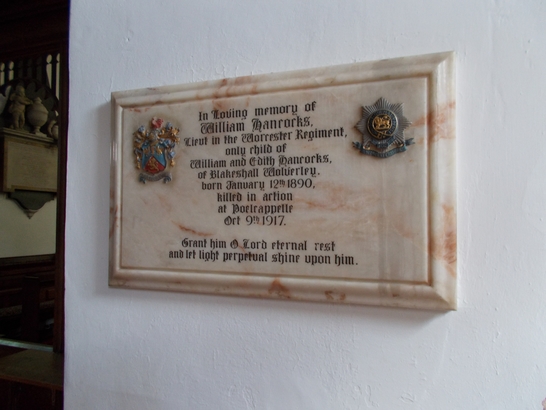 In Loving memory of
William Hancocks,
Lieut in the Worcester Regiment,
only child of
William and Edith Hancocks,
of Blakeshall Wolverley,
born January 12th 1890,
killed in action
at Poelcappelle
Oct 9th 1917.
Grant him O Lord eternal rest
and let light perpetual shine upon him.